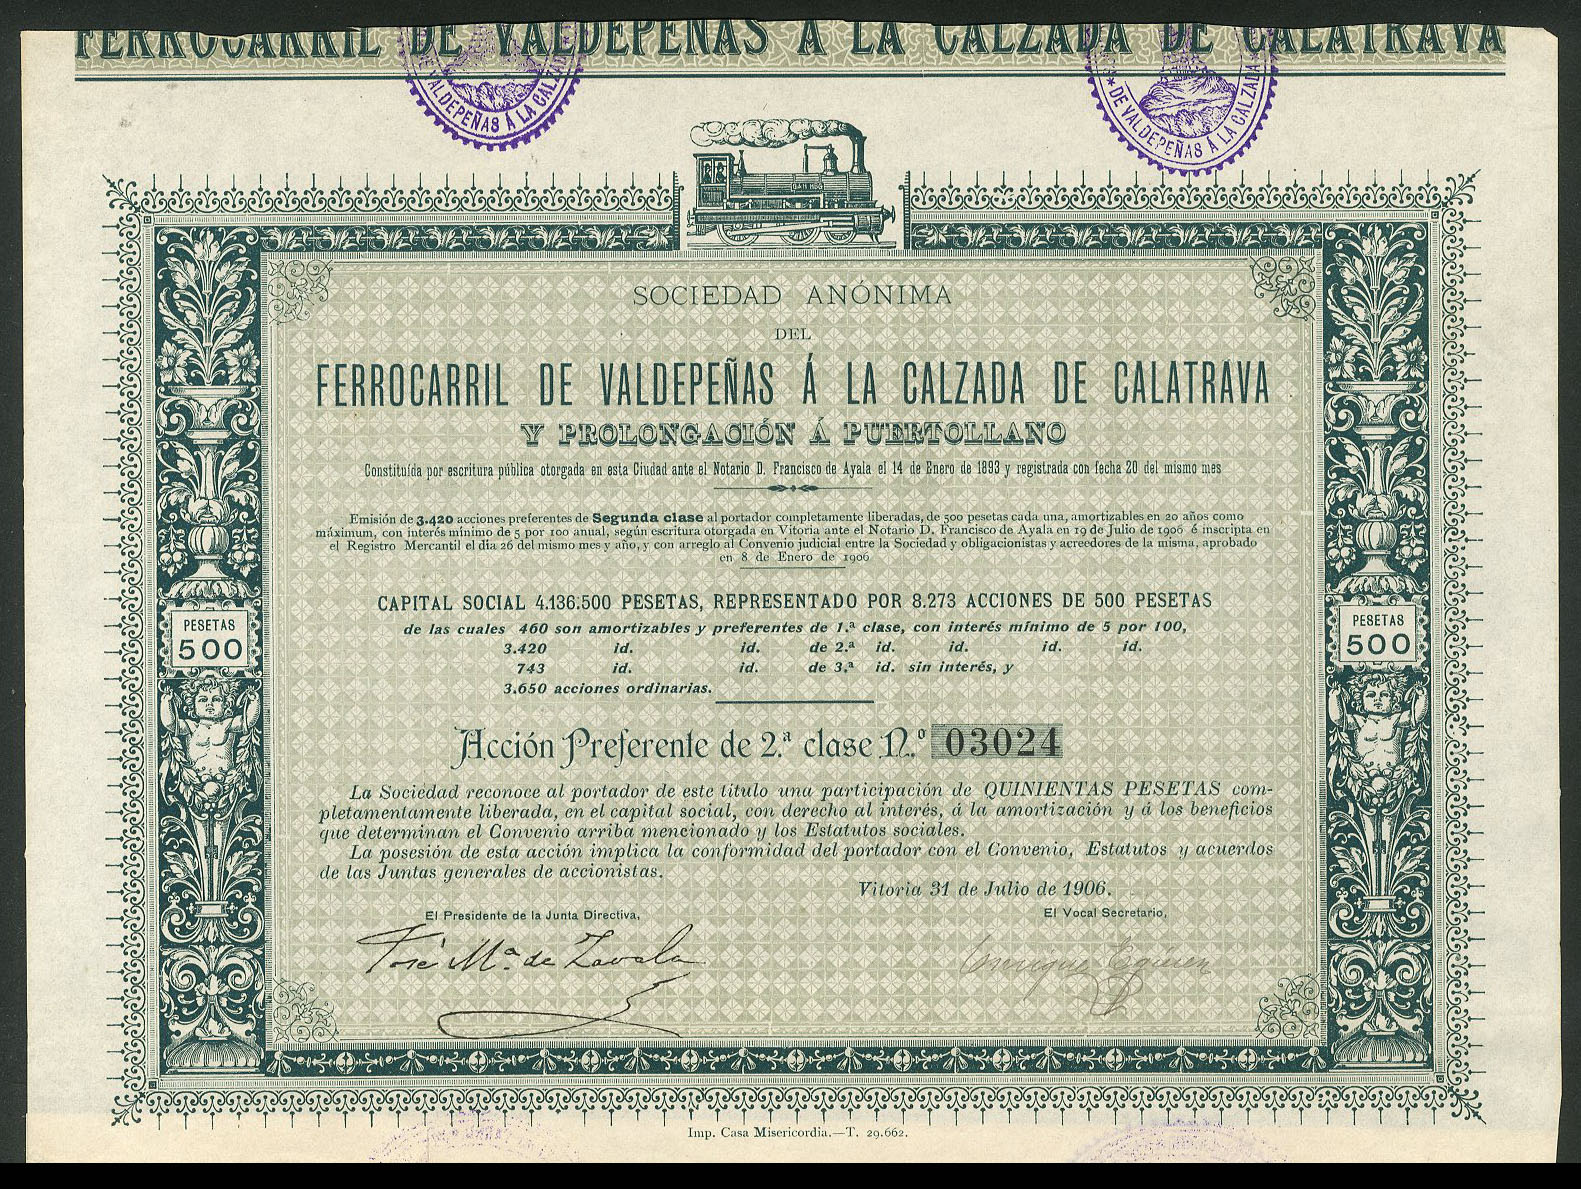 FERROCARRIL DE VALDEPEÑAS A LA CALZADA DE CALATRAVA
DE VALDEPEÑAS Á LA CALZADA
DE VALDEPEÑAS Á LA CALZADA
SOCIEDAD ANÓNIMA
DEL
FERROCARRIL DE VALDEPEÑAS Á LA CALZADA DE CALATRAVA
Y PROLONGACIÓN Á PUERTOLLANO
Constituída por escritura pública otorgada en esta Ciudad ante el Notario D. Francisco de Ayala el 14 de Enero de 1893 y registrada con fecha 20 del mismo mes
Emisión de 3.420 acciones preferentes de Segunda clase al portador completamente liberadas, de 500 pesetas cada una, amortizables en 20 años como
máximum, con interés mínimo de 5 por 100 anual, según escritura otorgada en Vitoria ante el Notario D. Francisco de Ayala en 19 de Julio de 1906 é inscripta en
el Registro Mercantil el día 26 del mismo mes y año, y con arreglo al Convenio judicial entre la Sociedad y obligacionistas y acreedores de la misma, aprobado
en 8 de Enero de 1906
CAPITAL SOCIAL 4.136.500 PESETAS, REPRESENTADO POR 8.273 ACCIONES DE 500 PESETAS
de las cuales 460 son amortizables y preferentes de 1.ª clase, con interés mínimo de 5 por 100,
3.420 id. id. de 2.ª id. id. id. id.
743 id. id. de 3.ª id. sin interés, y
3.650 acciones ordinarias.
PESETAS
500
PESETAS
500
Acción Preferente de 2.ª clase N.º 03024
La Sociedad reconoce al portador de este título una participación de QUINIENTAS PESETAS com-
pletamentamente liberada, en el capital social, con derecho al interés, á la amortización y á los beneficios
que determinan el Convenio arriba mencionado y los Estatutos sociales.
La posesión de esta acción implica la conformidad del portador con el Convenio, Estatutos y acuerdos
de las Juntas generales de accionistas.
Vitoria 31 de Julio de 1906.
El Presidente de la Junta Directiva,
El Vocal Secretario,
José Mª de Zavala
Enrique
Imp. Casa Misericordia.—T. 29.662.